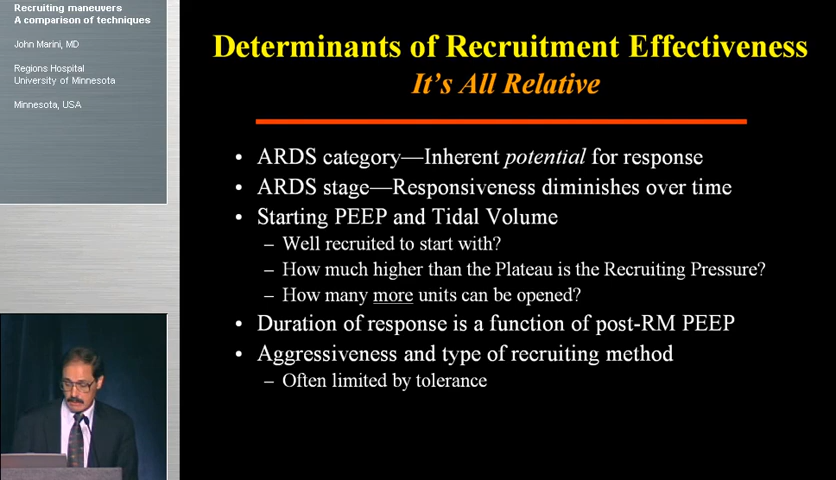 Recruiting maneuvers
A comparison of techniques
John Marini, MD
Regions Hospital
University of Minnesota
Minnesota, USA
Determinants of Recruitment Effectiveness
It's All Relative
• ARDS category—Inherent potential for response
• ARDS stage—Responsiveness diminishes over time
• Starting PEEP and Tidal Volume
– Well recruited to start with?
– How much higher than the Plateau is the Recruiting Pressure?
– How many more units can be opened?
• Duration of response is a function of post-RM PEEP
• Aggressiveness and type of recruiting method
– Often limited by tolerance